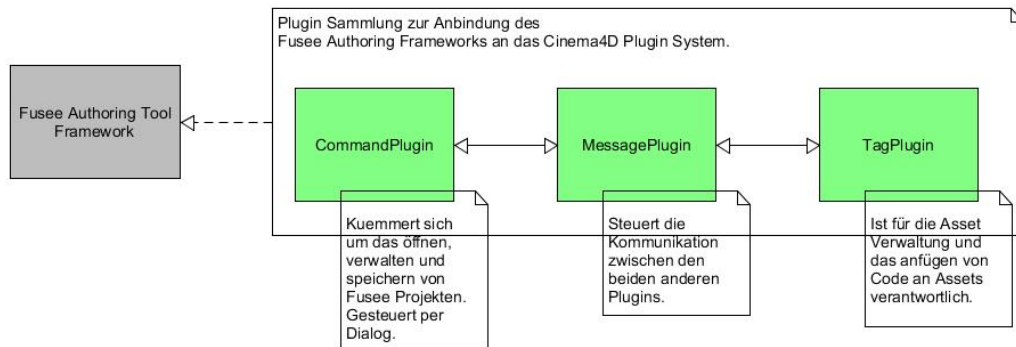 Plugin Sammlung zur Anbindung des
Fusee Authoring Frameworks an das Cinema4D Plugin System.
Fusee Authoring Tool
Framework
CommandPlugin
MessagePlugin
TagPlugin
Kuemmert sich
um das öffnen,
verwalten und
speichern von
Fusee Projekten.
Gesteuert per
Dialog.
Steuert die
Kommunikation
zwischen den
beiden anderen
Plugins.
Ist für die Asset
Verwaltung und
das anfügen von
Code an Assets
verantwortlich.